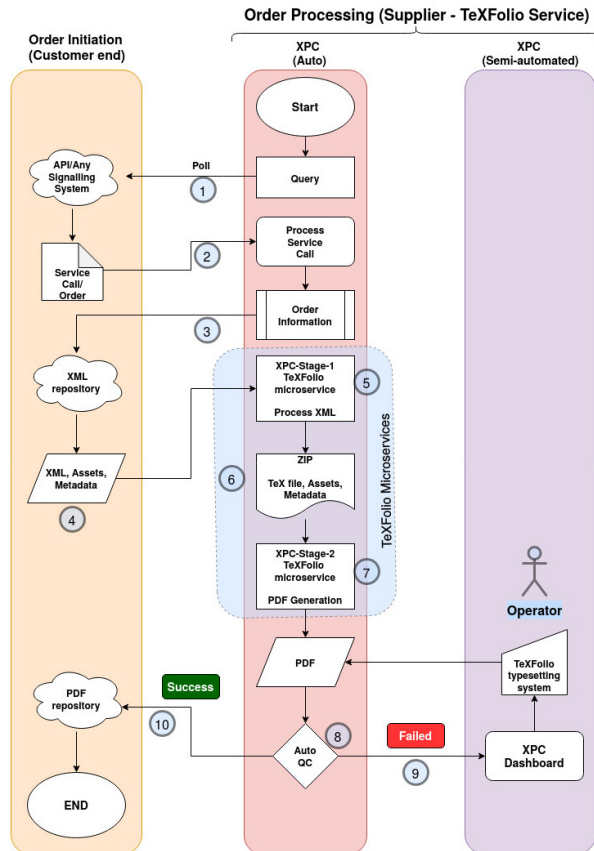 Order Processing (Supplier - TeXFolio Service)
Order Initiation
(Customer end)
XPC
(Auto)
XPC
(Semi-automated)
Start
API/Any
Signalling
System
Poll
1
Query
Service
Call/
Order
2
Process
Service
Call
3
Order
Information
XML
repository
XPC-Stage-1
TeXFolio
microservice
Process XML
5
XML, Assets,
Metadata
4
6
ZIP
TeX file, Assets,
Metadata
TeXFolio Microservices
XPC-Stage-2
TeXFolio
microservice
PDF Generation
7
Operator
PDF
TeXFolio
typesetting
system
PDF
repository
Success
10
Auto
QC
8
Failed
9
XPC
Dashboard
END